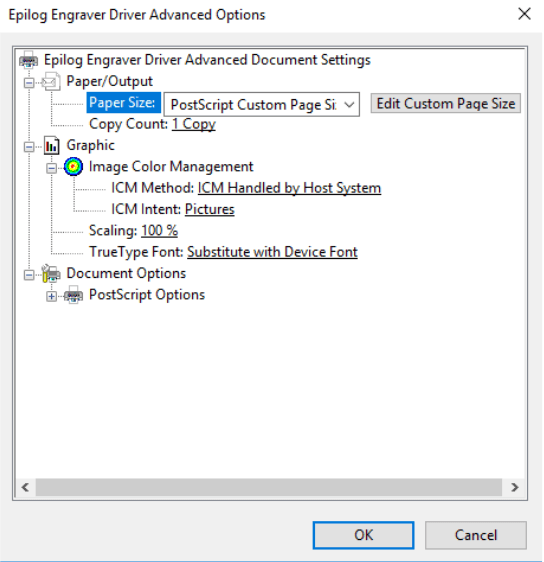 Epilog Engraver Driver Advanced Options
Epilog Engraver Driver Advanced Document Settings
Paper/Output
Paper Size: PostScript Custom Page Si Edit Custom Page Size
Copy Count: 1 Copy
Graphic
Image Color Management
ICM Method: ICM Handled by Host System
ICM Intent: Pictures
Scaling: 100 %
TrueType Font: Substitute with Device Font
Document Options
PostScript Options
OK Cancel